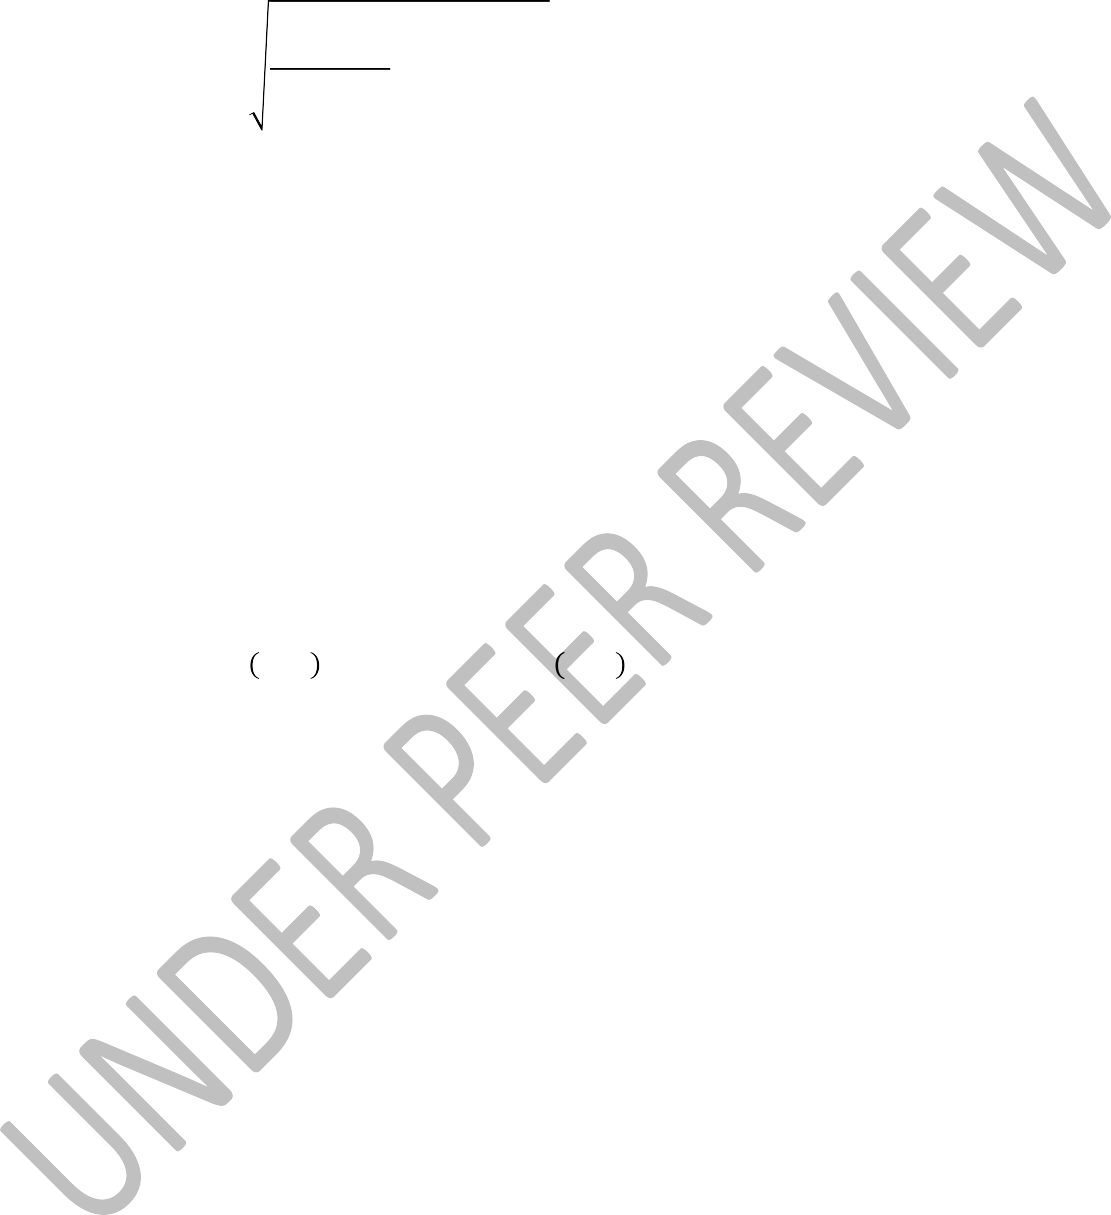 √
( ) ( )
UNDER PEER REVIEW